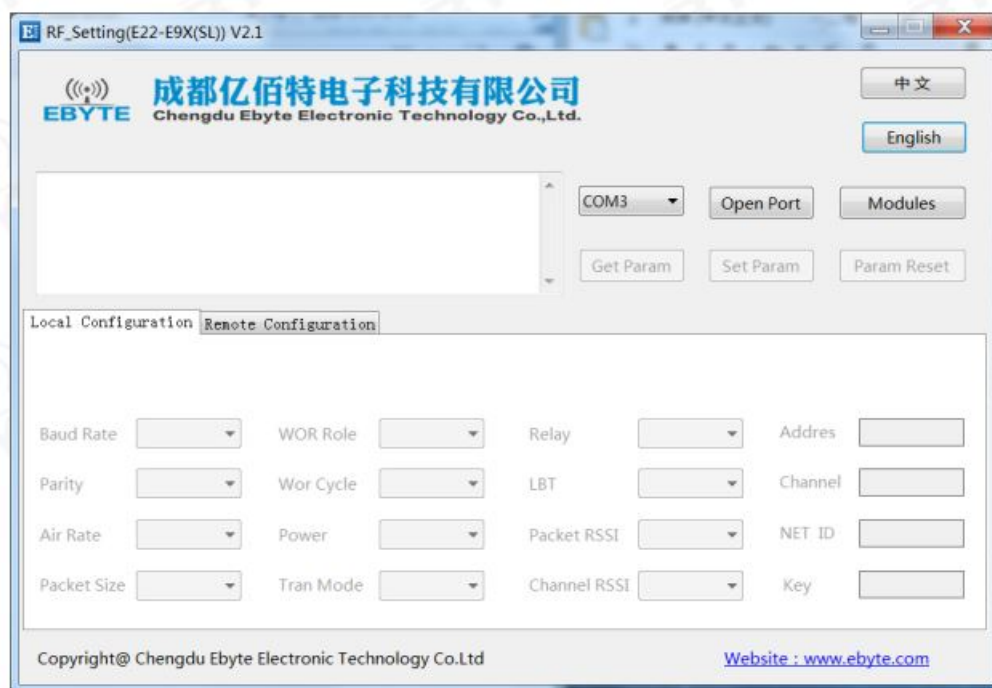 RF_Setting(E22-E9X(SL)) V2.1
成都亿佰特电子科技有限公司
EBYTE Chengdu Ebyte Electronic Technology Co.,Ltd.
中文
English
COM3 Open Port Modules
Get Param Set Param Param Reset
Local Configuration Remote Configuration
Baud Rate WOR Role Relay Addres
Parity Wor Cycle LBT Channel
Air Rate Power Packet RSSI NET ID
Packet Size Tran Mode Channel RSSI Key
Copyright@ Chengdu Ebyte Electronic Technology Co.Ltd Website : www.ebyte.com